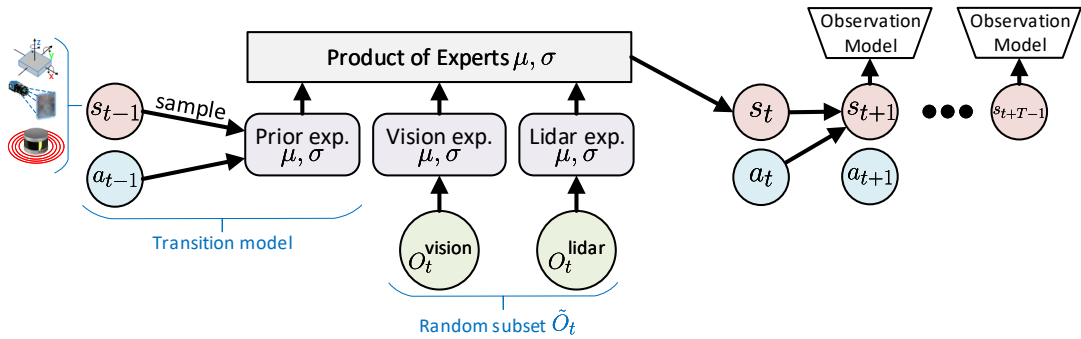 Observation
Model
Observation
Model
z
y
x
Product of Experts μ, σ
s_{t−1}
sample
Prior exp.
μ, σ
Vision exp.
μ, σ
Lidar exp.
μ, σ
s_t
s_{t+1}
s_{t+T−1}
a_{t−1}
a_t
a_{t+1}
Transition model
O_t^{vision}
O_t^{lidar}
Random subset Õ_t